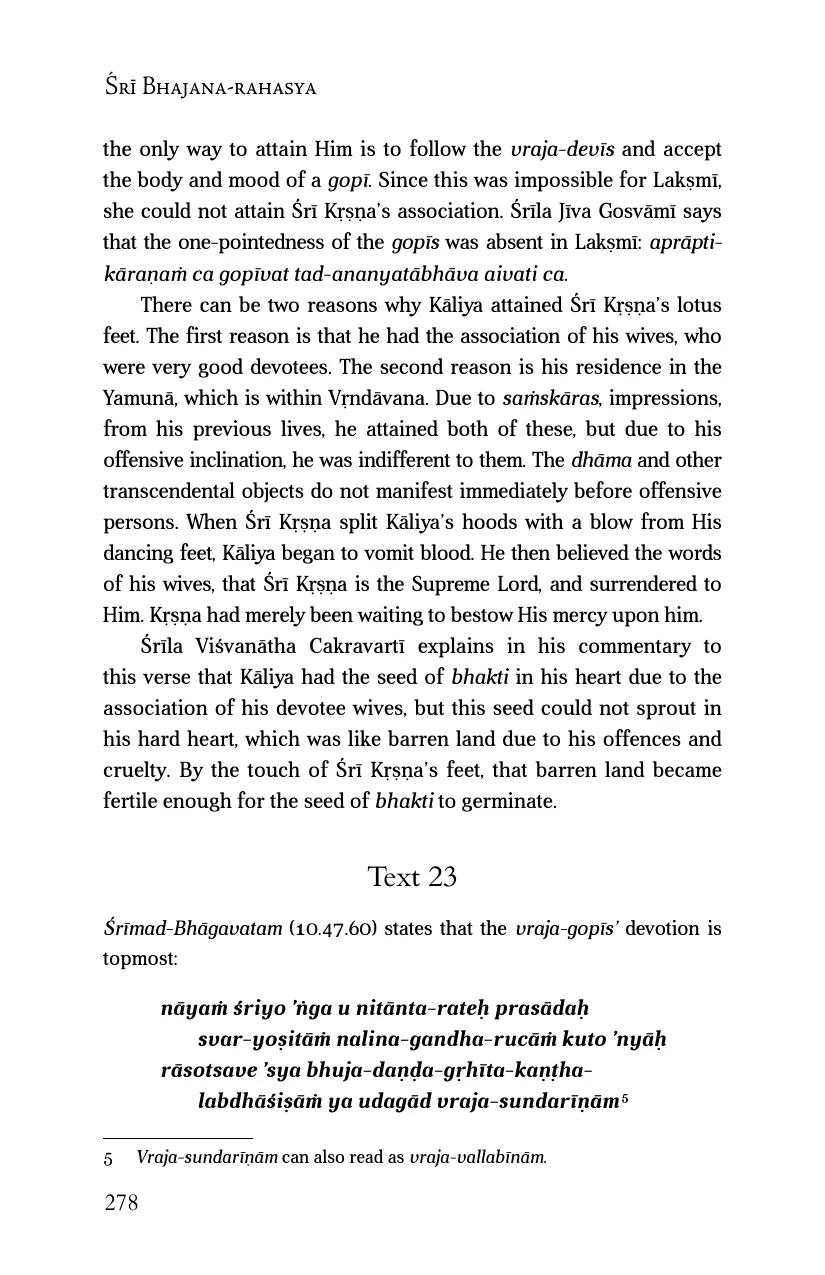 Śrī Bhajana-rahasya
the only way to attain Him is to follow the vraja-devīs and accept
the body and mood of a gopī. Since this was impossible for Lakṣmī,
she could not attain Śrī Kṛṣṇa’s association. Śrīla Jīva Gosvāmī says
that the one-pointedness of the gopīs was absent in Lakṣmī: aprāpti-
kāraṇaṁ ca gopīvat tad-ananyatābhāva aivati ca.
There can be two reasons why Kāliya attained Śrī Kṛṣṇa’s lotus
feet. The first reason is that he had the association of his wives, who
were very good devotees. The second reason is his residence in the
Yamunā, which is within Vṛndāvana. Due to saṁskāras, impressions,
from his previous lives, he attained both of these, but due to his
offensive inclination, he was indifferent to them. The dhāma and other
transcendental objects do not manifest immediately before offensive
persons. When Śrī Kṛṣṇa split Kāliya’s hoods with a blow from His
dancing feet, Kāliya began to vomit blood. He then believed the words
of his wives, that Śrī Kṛṣṇa is the Supreme Lord, and surrendered to
Him. Kṛṣṇa had merely been waiting to bestow His mercy upon him.
Śrīla Viśvanātha Cakravartī explains in his commentary to
this verse that Kāliya had the seed of bhakti in his heart due to the
association of his devotee wives, but this seed could not sprout in
his hard heart, which was like barren land due to his offences and
cruelty. By the touch of Śrī Kṛṣṇa’s feet, that barren land became
fertile enough for the seed of bhakti to germinate.
Text 23
Śrīmad-Bhāgavatam (10.47.60) states that the vraja-gopīs’ devotion is
topmost:
nāyaṁ śriyo ’ṅga u nitānta-rateḥ prasādaḥ
svar-yoṣitāṁ nalina-gandha-rucāṁ kuto ’nyāḥ
rāsotsave ’sya bhuja-daṇḍa-gṛhīta-kaṇṭha-
labdhāśiṣāṁ ya udagād vraja-sundarīṇām5
5 Vraja-sundarīṇām can also read as vraja-vallabīnām.
278